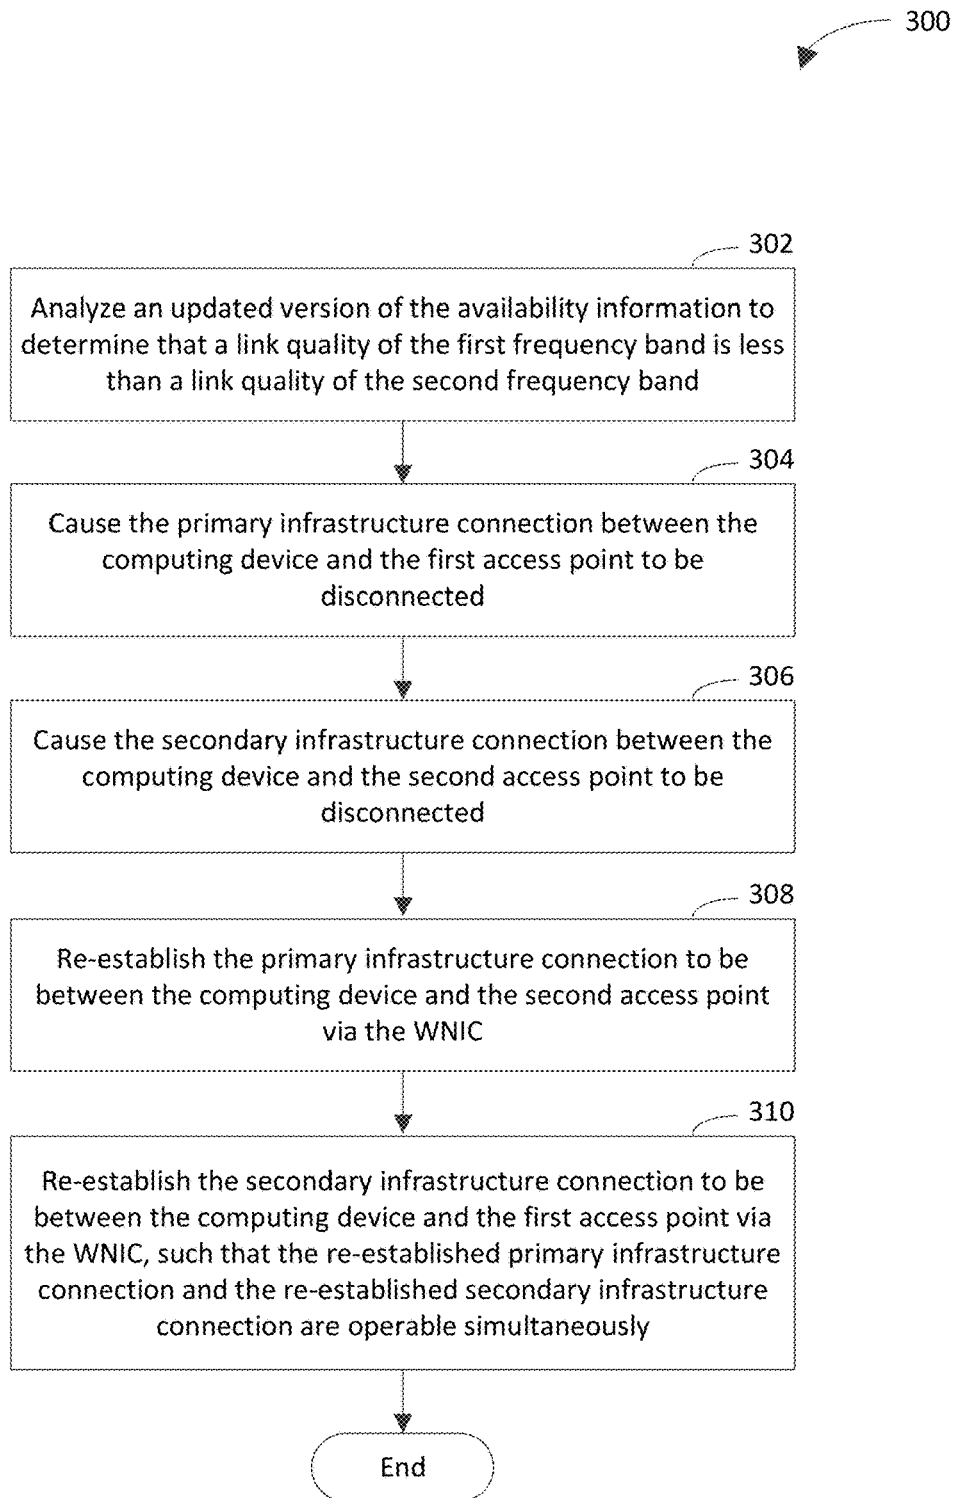 300
302
Analyze an updated version of the availability information to
determine that a link quality of the first frequency band is less
than a link quality of the second frequency band
304
Cause the primary infrastructure connection between the
computing device and the first access point to be
disconnected
306
Cause the secondary infrastructure connection between the
computing device and the second access point to be
disconnected
308
Re-establish the primary infrastructure connection to be
between the computing device and the second access point
via the WNIC
310
Re-establish the secondary infrastructure connection to be
between the computing device and the first access point via
the WNIC, such that the re-established primary infrastructure
connection and the re-established secondary infrastructure
connection are operable simultaneously
End